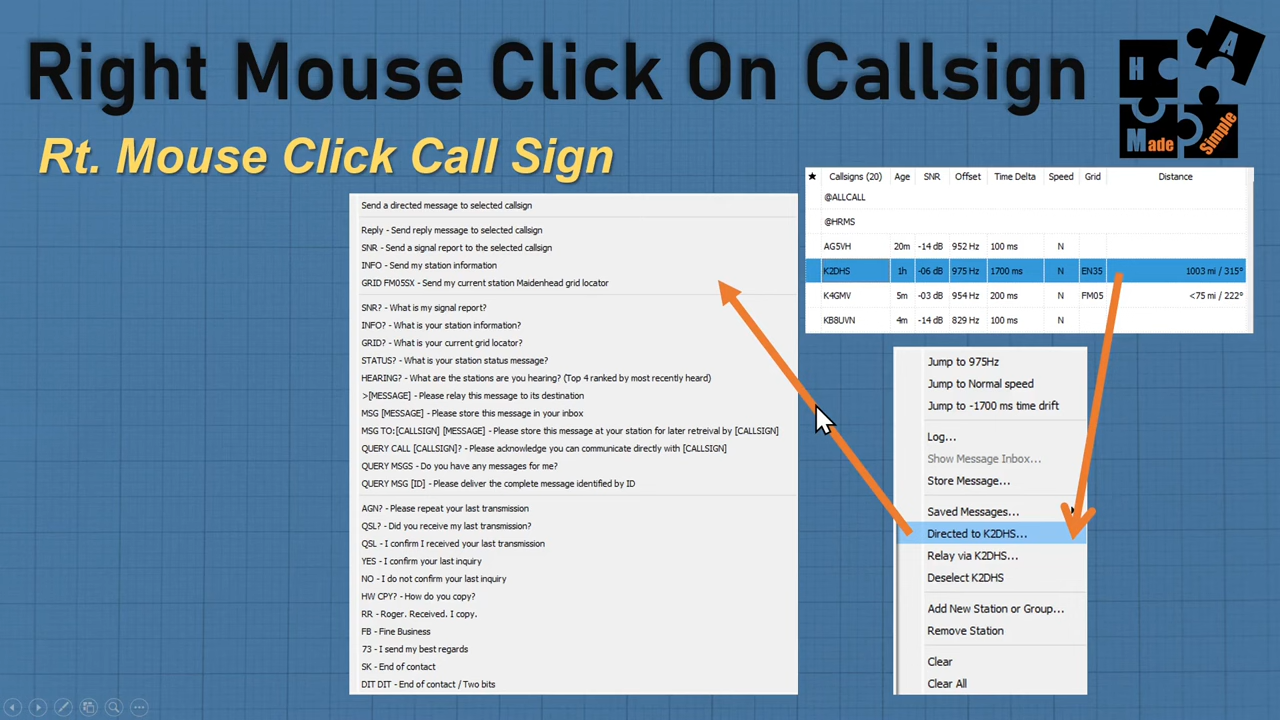 Right Mouse Click On Callsign
H A Made Simple
Rt. Mouse Click Call Sign
★ Callsigns (20) Age SNR Offset Time Delta Speed Grid Distance
@ALLCALL
@HRMS
AG5VH 20m -14 dB 952 Hz 100 ms N
K2DHS 1h -06 dB 975 Hz 1700 ms N EN35 1003 mi / 315°
K4GMV 5m -03 dB 954 Hz 200 ms N FM05 <75 mi / 222°
KB8UVN 4m -14 dB 829 Hz 100 ms N
Send a directed message to selected callsign
Reply - Send reply message to selected callsign
SNR - Send a signal report to the selected callsign
INFO - Send my station information
GRID FM05SX - Send my current station Maidenhead grid locator
SNR? - What is my signal report?
INFO? - What is your station information?
GRID? - What is your current grid locator?
STATUS? - What is your station status message?
HEARING? - What are the stations are you hearing? (Top 4 ranked by most recently heard)
>[MESSAGE] - Please relay this message to its destination
MSG [MESSAGE] - Please store this message in your inbox
MSG TO:[CALLSIGN] [MESSAGE] - Please store this message at your station for later retreival by [CALLSIGN]
QUERY CALL [CALLSIGN]? - Please acknowledge you can communicate directly with [CALLSIGN]
QUERY MSGS - Do you have any messages for me?
QUERY MSG [ID] - Please deliver the complete message identified by ID
AGN? - Please repeat your last transmission
QSL? - Did you receive my last transmission?
QSL - I confirm I received your last transmission
YES - I confirm your last inquiry
NO - I do not confirm your last inquiry
HW CPY? - How do you copy?
RR - Roger. Received. I copy.
FB - Fine Business
73 - I send my best regards
SK - End of contact
DIT DIT - End of contact / Two bits
Jump to 975Hz
Jump to Normal speed
Jump to -1700 ms time drift
Log...
Show Message Inbox...
Store Message...
Saved Messages...
Directed to K2DHS...
Relay via K2DHS...
Deselect K2DHS
Add New Station or Group...
Remove Station
Clear
Clear All